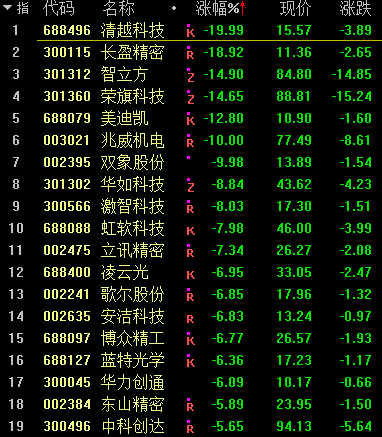 ▼ 指 代码 名称 • 涨幅%↑ 现价 涨跌
1 688496 清越科技 K -19.99 15.57 -3.89
2 300115 长盈精密 R -18.92 11.36 -2.65
3 301312 智立方 Z -14.90 84.80 -14.85
4 301360 荣旗科技 Z -14.65 88.81 -15.24
5 688079 美迪凯 K -12.80 10.90 -1.60
6 003021 兆威机电 R -10.00 77.49 -8.61
7 002395 双象股份 -9.98 13.89 -1.54
8 301302 华如科技 Z -8.84 43.62 -4.23
9 300566 激智科技 R -8.03 17.30 -1.51
10 688088 虹软科技 K -7.98 46.00 -3.99
11 002475 立讯精密 R -7.34 26.27 -2.08
12 688400 凌云光 K -6.95 33.05 -2.47
13 002241 歌尔股份 R -6.85 17.96 -1.32
14 002635 安洁科技 R -6.83 13.24 -0.97
15 688097 博众精工 K -6.77 26.57 -1.93
16 688127 蓝特光学 K -6.36 17.23 -1.17
17 300045 华力创通 -6.09 10.17 -0.66
18 002384 东山精密 R -5.89 23.95 -1.50
19 300496 中科创达 R -5.65 94.13 -5.64